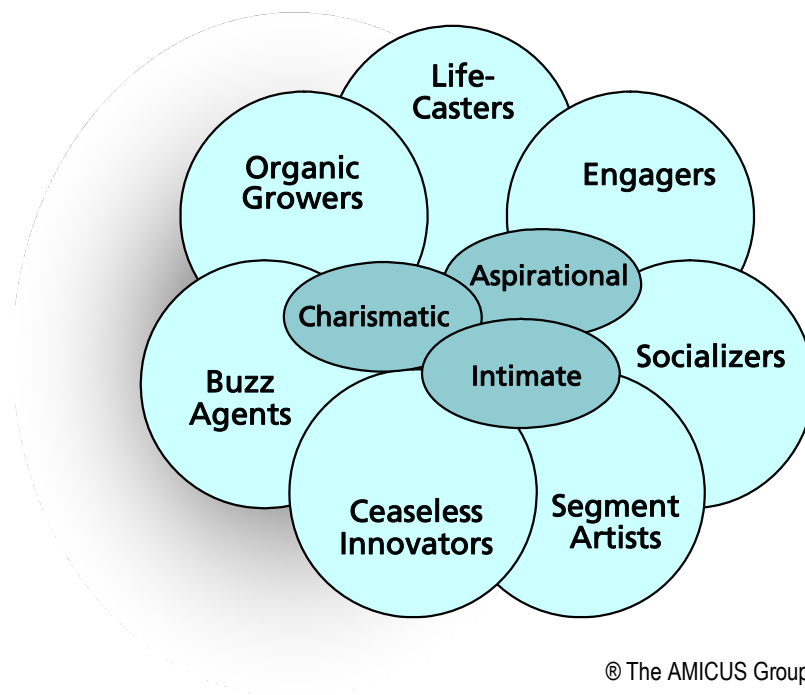 Life-
Casters
Organic
Growers
Engagers
Aspirational
Charismatic
Socializers
Intimate
Buzz
Agents
Ceaseless
Innovators
Segment
Artists
® The AMICUS Group